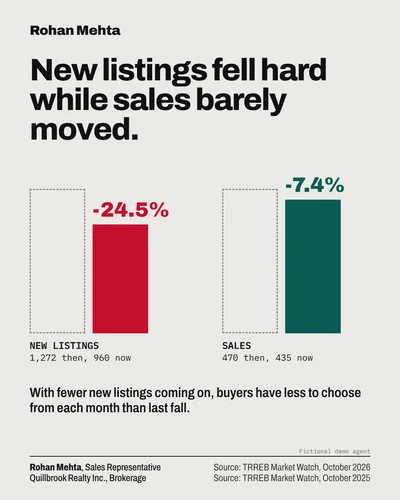 Rohan Mehta
New listings fell hard
while sales barely
moved.
-24.5%
-7.4%
NEW LISTINGS
1,272 then, 960 now
SALES
470 then, 435 now
With fewer new listings coming on, buyers have less to choose
from each month than last fall.
Fictional demo agent
Rohan Mehta, Sales Representative
Quillbrook Realty Inc., Brokerage
Source: TRREB Market Watch, October 2026
Source: TRREB Market Watch, October 2025